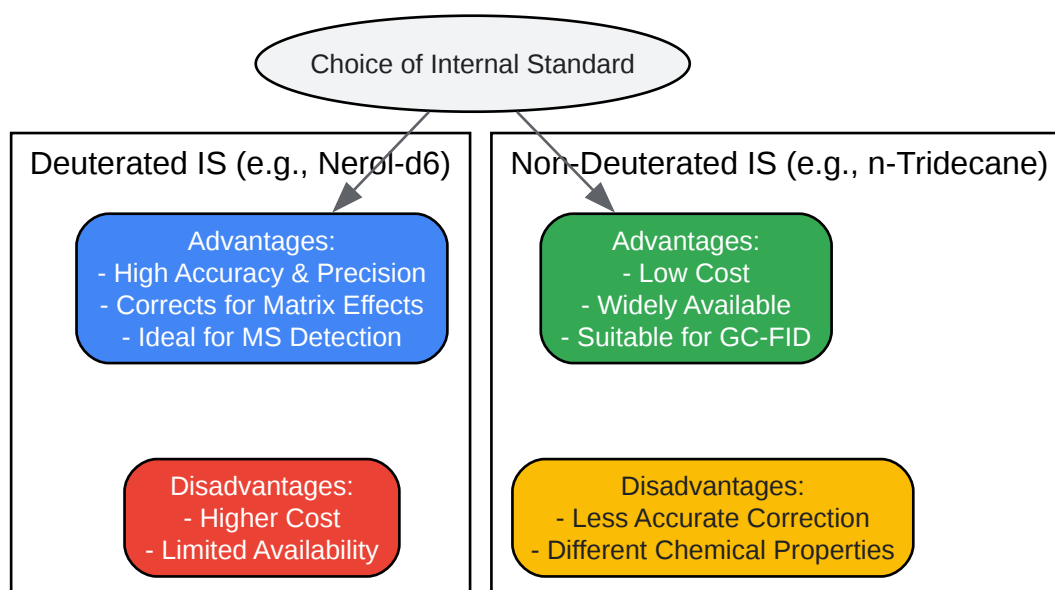 Choice of Internal Standard
Deuterated IS (e.g., Nerol-d6)
Advantages:
- High Accuracy & Precision
- Corrects for Matrix Effects
- Ideal for MS Detection
Disadvantages:
- Higher Cost
- Limited Availability
Non-Deuterated IS (e.g., n-Tridecane)
Advantages:
- Low Cost
- Widely Available
- Suitable for GC-FID
Disadvantages:
- Less Accurate Correction
- Different Chemical Properties